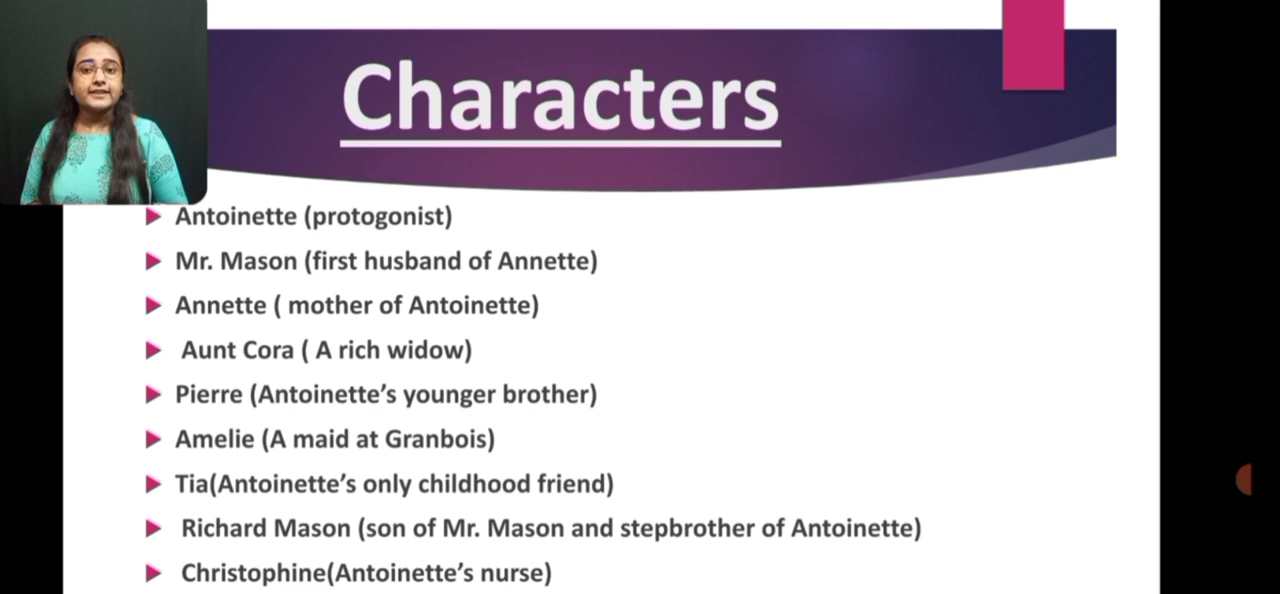 Characters
Antoinette (protogonist)
Mr. Mason (first husband of Annette)
Annette ( mother of Antoinette)
Aunt Cora ( A rich widow)
Pierre (Antoinette’s younger brother)
Amelie (A maid at Granbois)
Tia(Antoinette’s only childhood friend)
Richard Mason (son of Mr. Mason and stepbrother of Antoinette)
Christophine(Antoinette’s nurse)